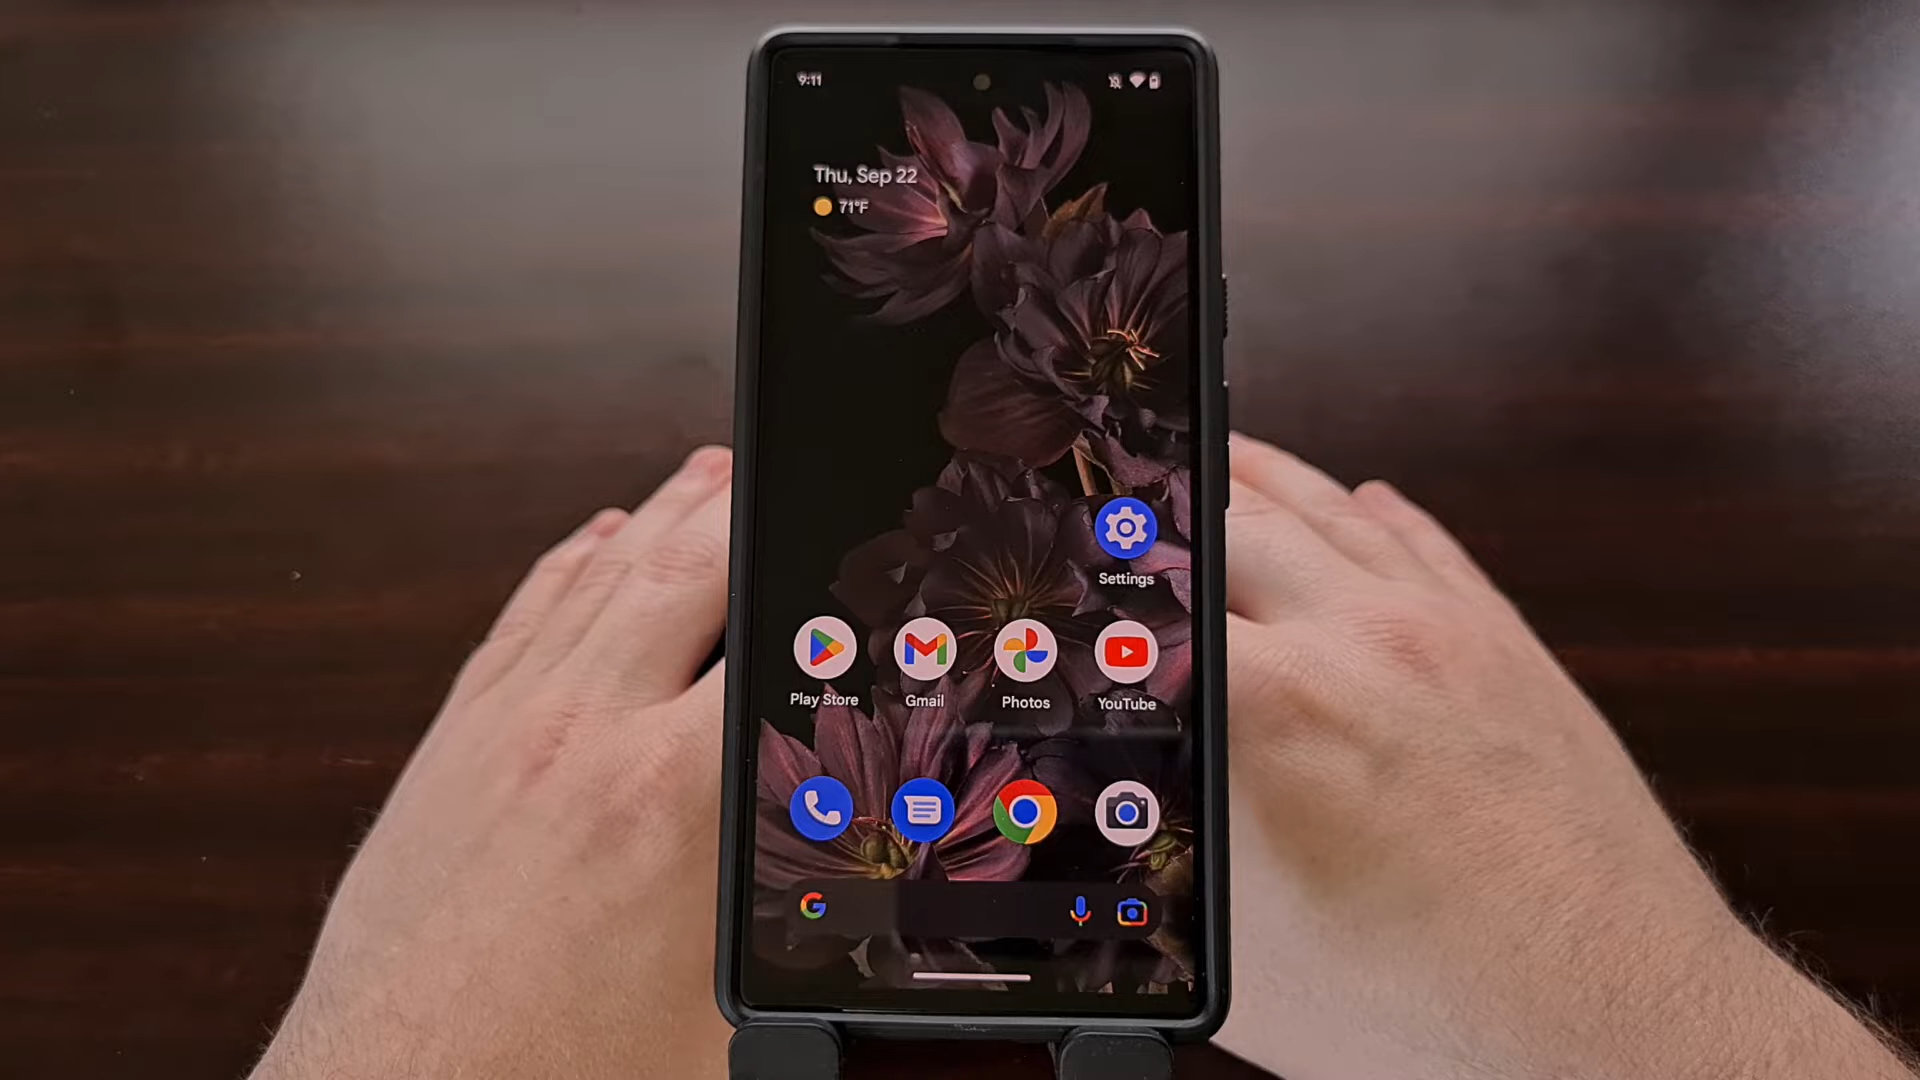 9:11
Thu, Sep 22
71°F
Settings
Play Store
Gmail
Photos
YouTube
G